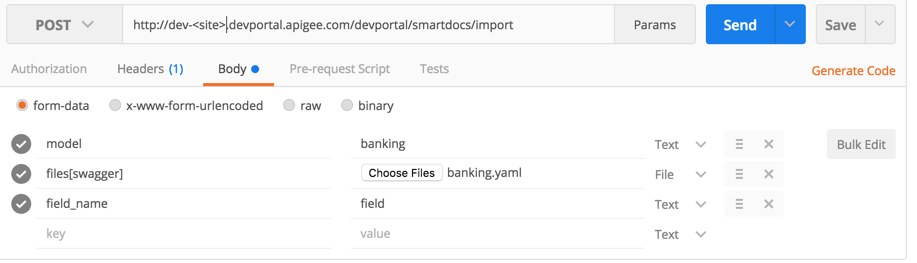 POST http://dev-<site>.devportal.apigee.com/devportal/smartdocs/import Params Send Save
Authorization Headers (1) Body Pre-request Script Tests Generate Code
form-data x-www-form-urlencoded raw binary
model banking Text Bulk Edit
files[swagger] Choose Files banking.yaml File
field_name field Text
key value Text